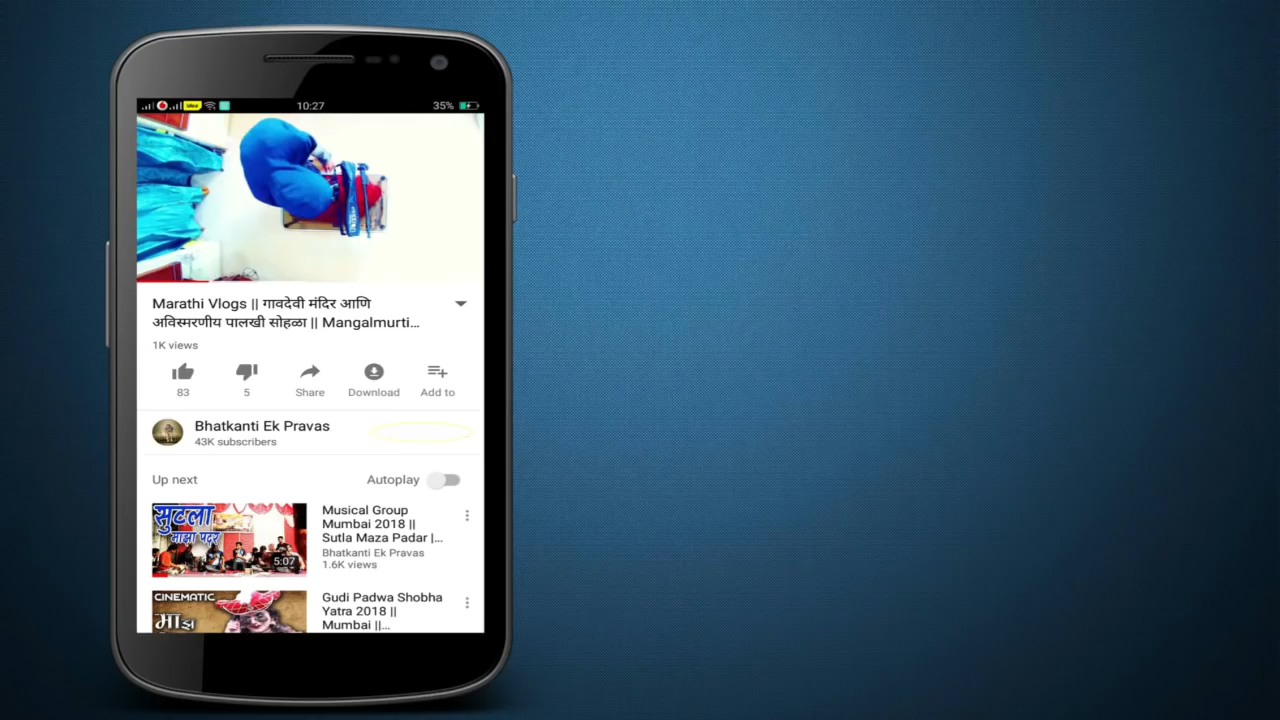 Idea
10:27
35%
Marathi Vlogs || गावदेवी मंदिर आणि
अविस्मरणीय पालखी सोहळा || Mangalmurti...
1K views
83
5
Share
Download
Add to
Bhatkanti Ek Pravas
43K subscribers
Up next
Autoplay
सुटला
माझा पदर
5:07
Musical Group
Mumbai 2018 ||
Sutla Maza Padar |...
Bhatkanti Ek Pravas
1.6K views
CINEMATIC
Gudi Padwa Shobha
Yatra 2018 ||
Mumbai ||...